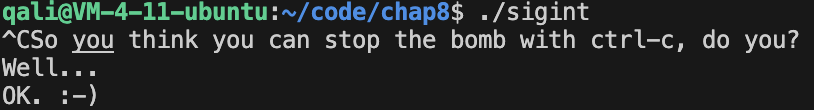 qali@VM-4-11-ubuntu:~/code/chap8$ ./sigint
^CSo you think you can stop the bomb with ctrl-c, do you?
Well...
OK. :-)